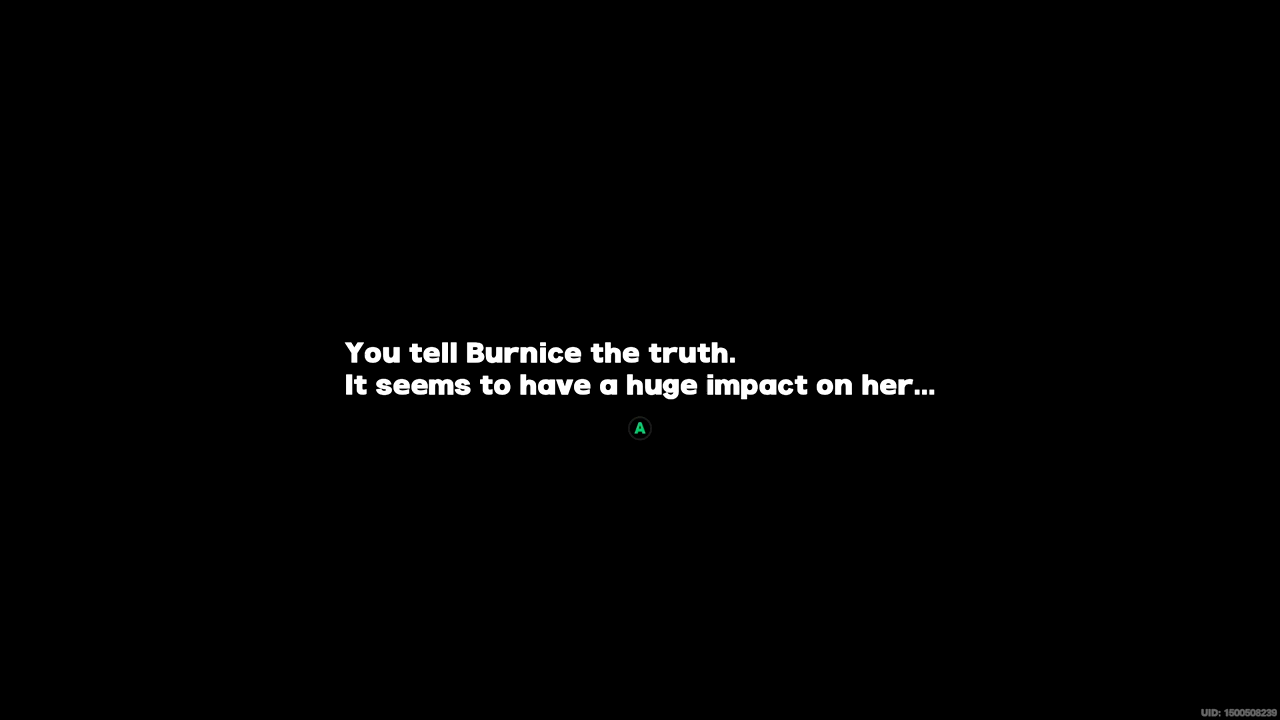 You tell Burnice the truth.
It seems to have a huge impact on her...
A
UID: 1500508239